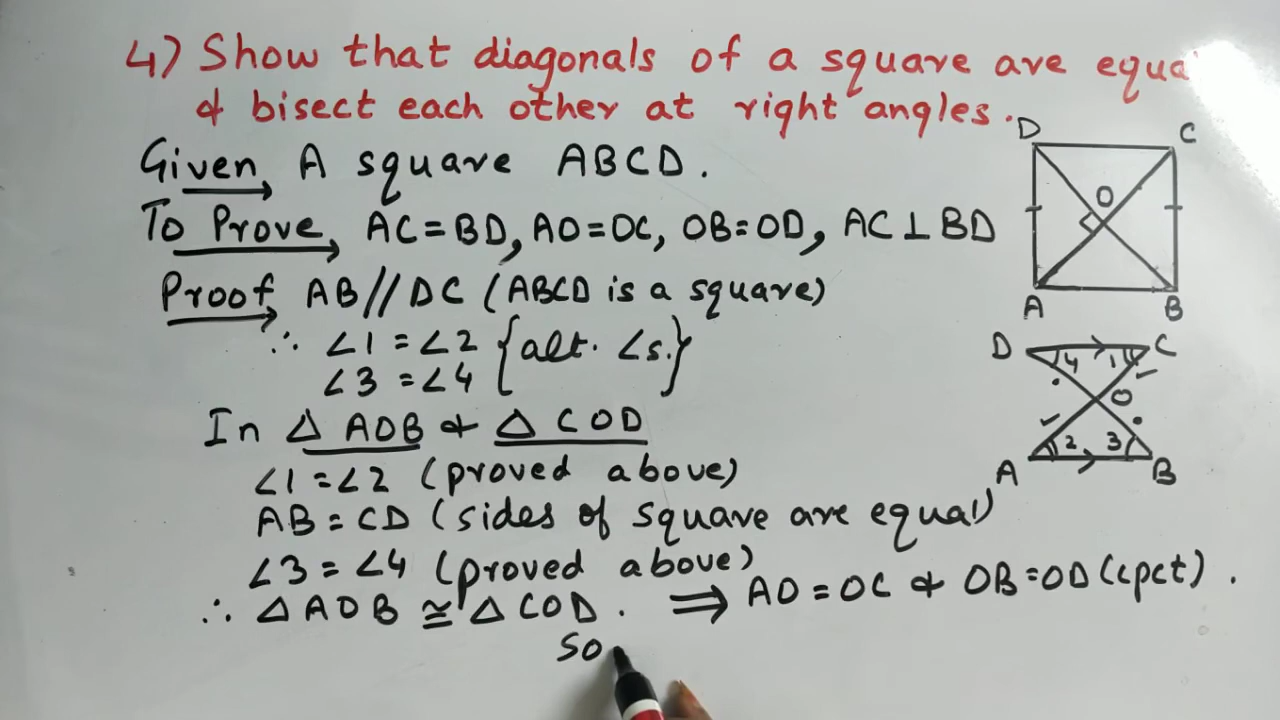 4) Show that diagonals of a square are equa
& bisect each other at right angles.
Given, A square ABCD.
To Prove, AC=BD, AO=OC, OB=OD, AC⊥BD
Proof AB//DC (ABCD is a square)
∴ ∠1=∠2 {alt. ∠s.}
∠3=∠4
In △ AOB & △ COD
∠1=∠2 (proved above)
AB=CD (sides of square are equal)
∠3=∠4 (proved above)
∴ △AOB ≅ △COD. ⇒ AO=OC & OB=OD (cpct).
SO
D C
O
A B
D 4 1 C
O
A 2 3 B